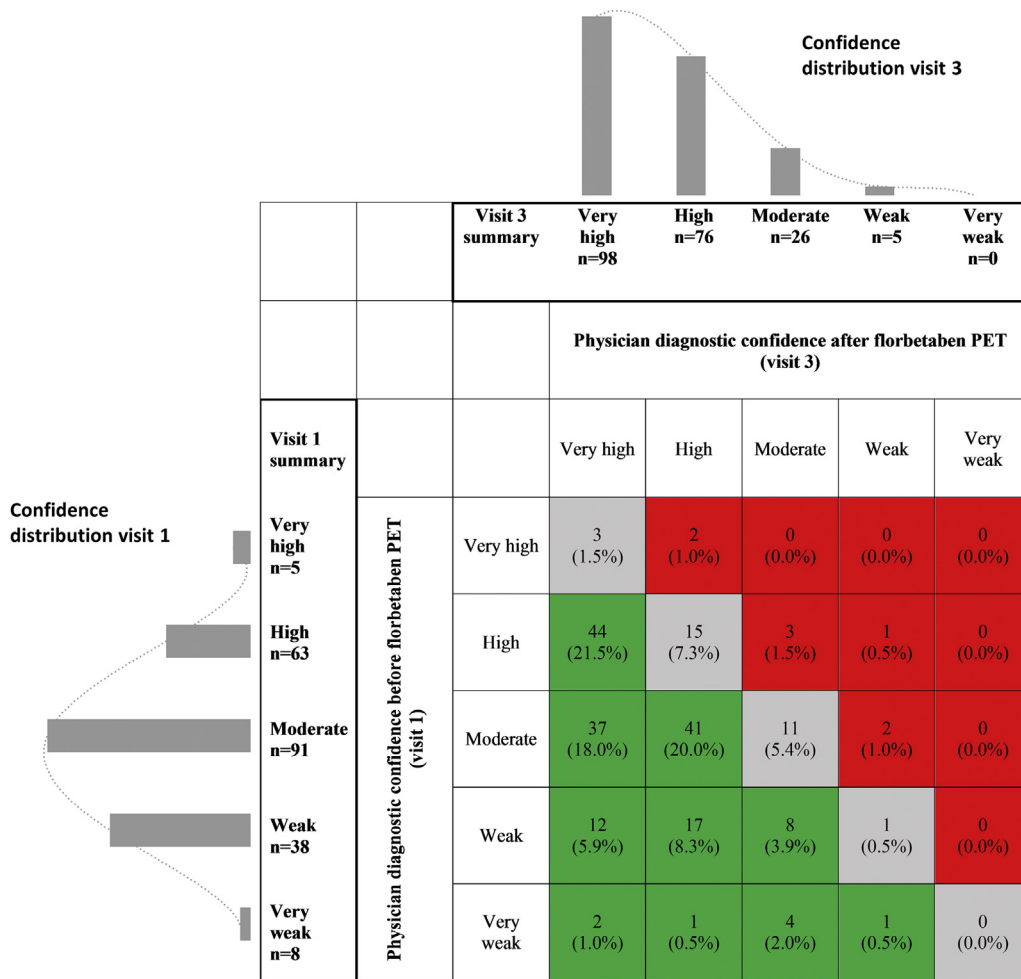 Confidence
distribution visit 3
Visit 3
summary
Very
high
n=98
High
n=76
Moderate
n=26
Weak
n=5
Very
weak
n=0
Physician diagnostic confidence after florbetaben PET
(visit 3)
Visit 1
summary
Very high
High
Moderate
Weak
Very
weak
Confidence
distribution visit 1
Physician diagnostic confidence before florbetaben PET
(visit 1)
Very
high
n=5
Very high
3
(1.5%)
2
(1.0%)
0
(0.0%)
0
(0.0%)
0
(0.0%)
High
n=63
High
44
(21.5%)
15
(7.3%)
3
(1.5%)
1
(0.5%)
0
(0.0%)
Moderate
n=91
Moderate
37
(18.0%)
41
(20.0%)
11
(5.4%)
2
(1.0%)
0
(0.0%)
Weak
n=38
Weak
12
(5.9%)
17
(8.3%)
8
(3.9%)
1
(0.5%)
0
(0.0%)
Very
weak
n=8
Very
weak
2
(1.0%)
1
(0.5%)
4
(2.0%)
1
(0.5%)
0
(0.0%)